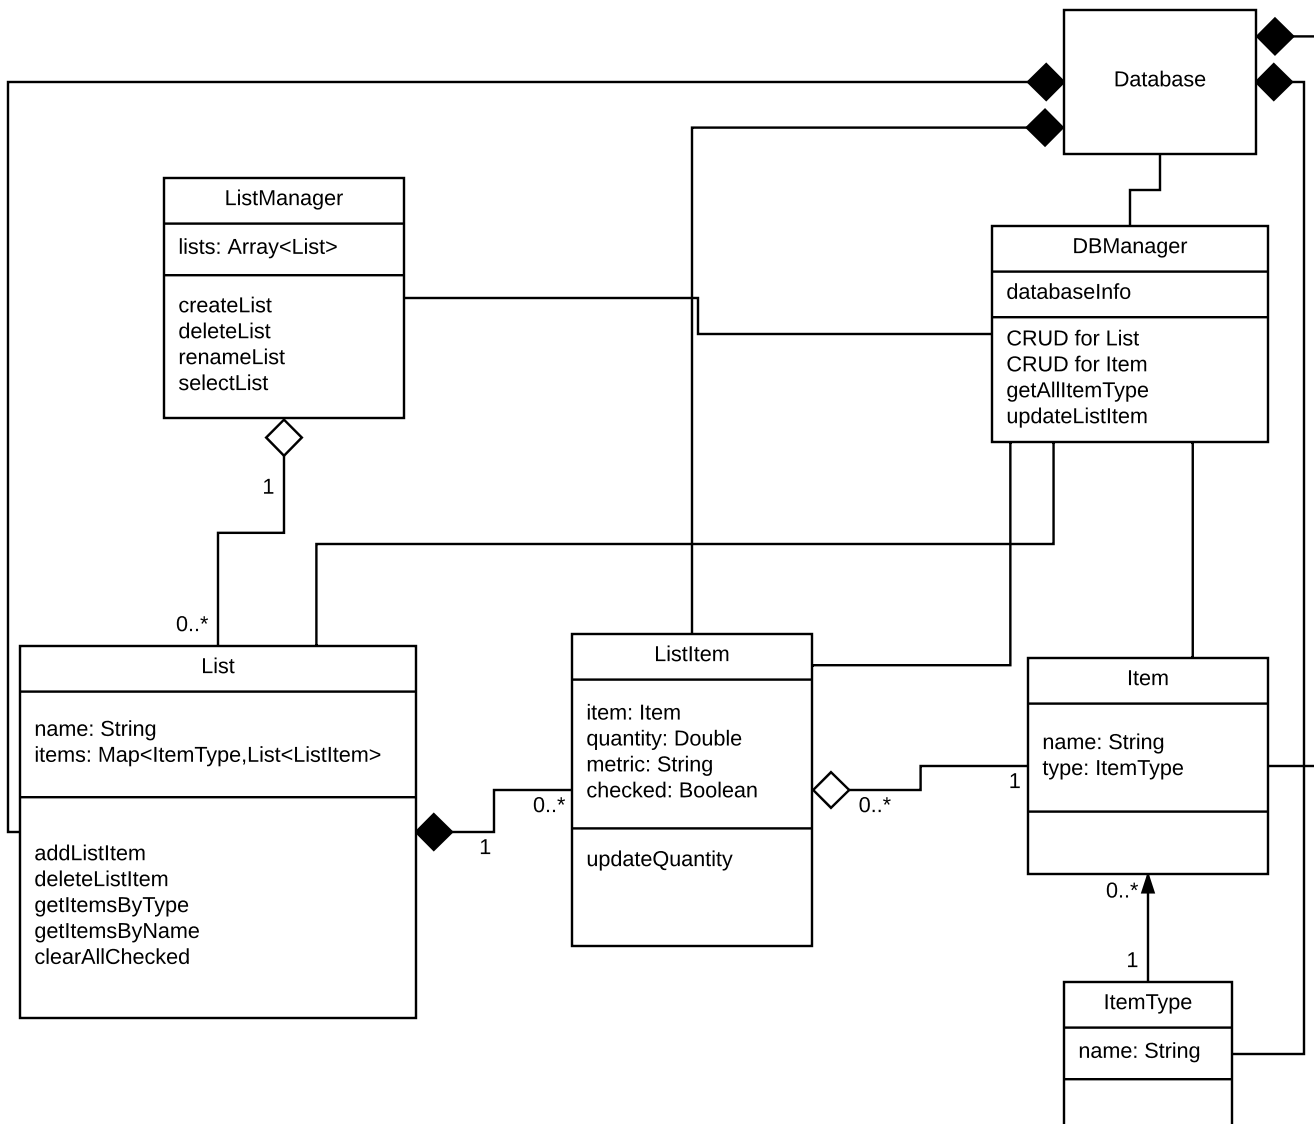 Database
ListManager
lists: Array<List>
createList
deleteList
renameList
selectList
DBManager
databaseInfo
CRUD for List
CRUD for Item
getAllItemType
updateListItem
1
0..*
List
name: String
items: Map<ItemType,List<ListItem>
addListItem
deleteListItem
getItemsByType
getItemsByName
clearAllChecked
1
0..*
ListItem
item: Item
quantity: Double
metric: String
checked: Boolean
updateQuantity
0..*
1
Item
name: String
type: ItemType
0..*
1
ItemType
name: String